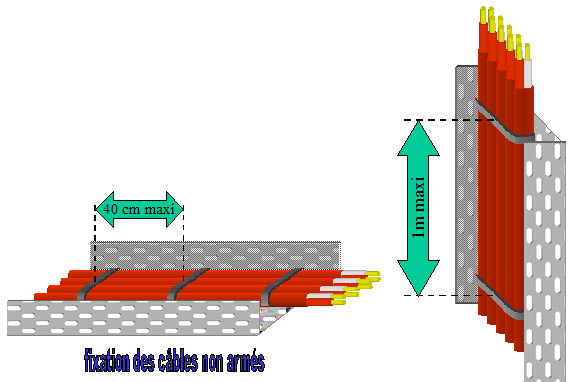 40 cm maxi
1m maxi
fixation des câbles non armés